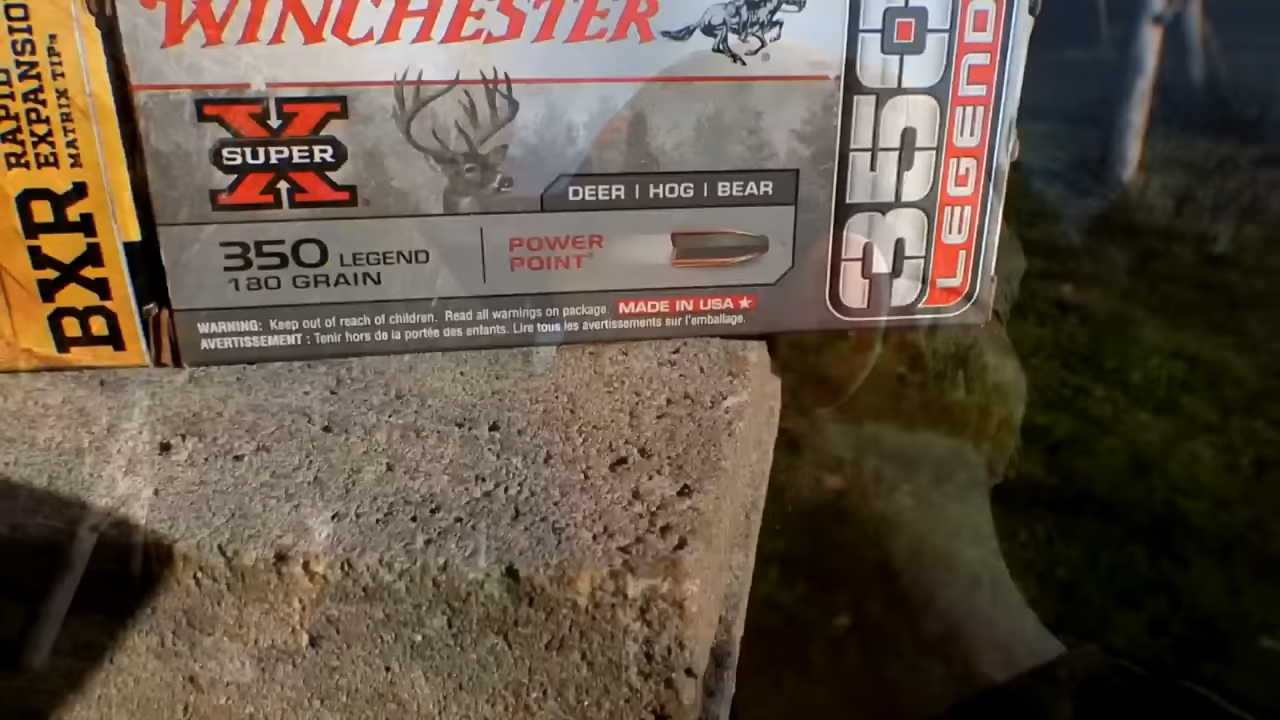 RAPID
EXPANSIO
MATRIX TIP™
BXR
WINCHESTER
SUPER
X
DEER | HOG | BEAR
350 LEGEND
180 GRAIN
POWER
POINT®
WARNING: Keep out of reach of children. Read all warnings on package. MADE IN USA ★
AVERTISSEMENT : Tenir hors de la portée des enfants. Lire tous les avertissements sur l'emballage.
350
LEGEND